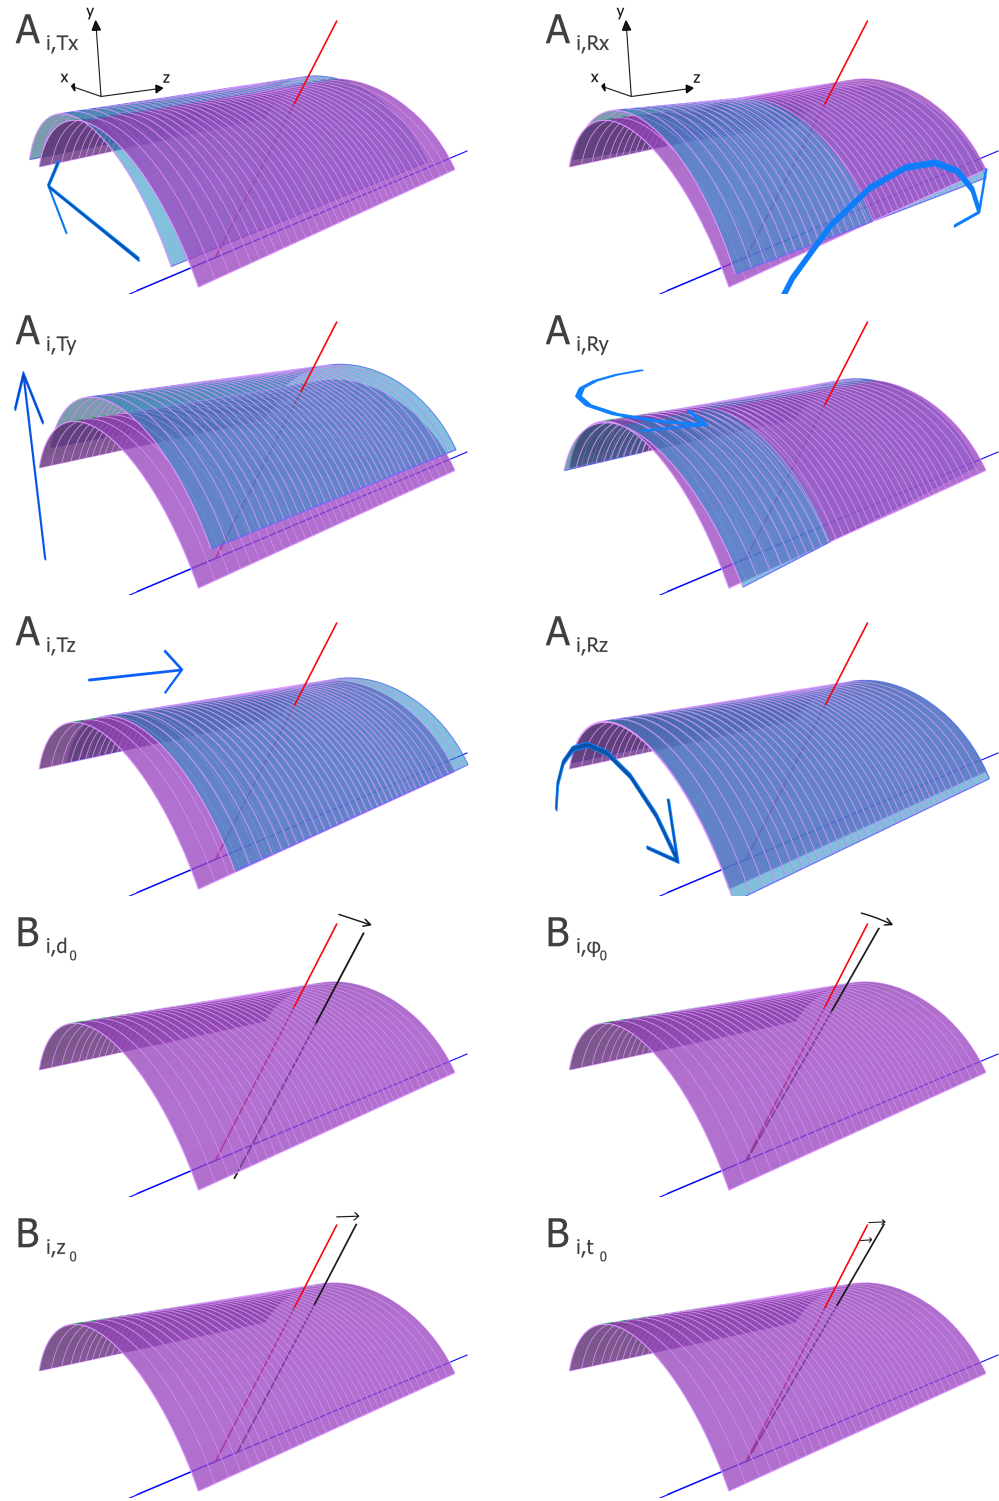 A i,Tx
y
x
z
A i,Rx
y
x
z
A i,Ty
A i,Ry
A i,Tz
A i,Rz
B i,d0
B i,φ0
B i,z0
B i,t0